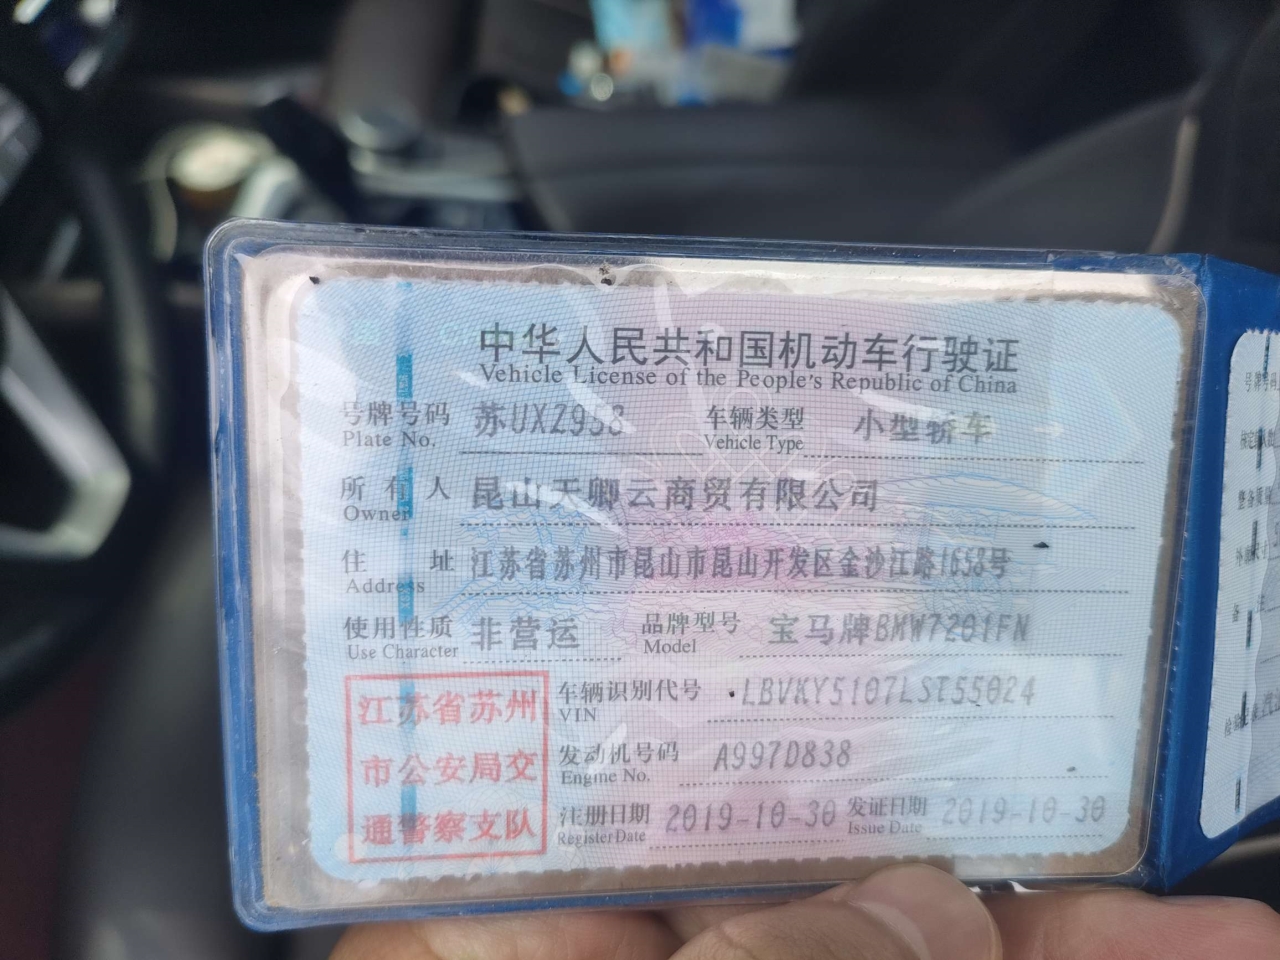 中华人民共和国机动车行驶证
Vehicle License of the People's Republic of China
号牌号码 苏UXZ958 车辆类型 小型轿车
Plate No. Vehicle Type
所有人 昆山天卿云商贸有限公司
Owner
住址 江苏省苏州市昆山市昆山开发区金沙江路1658号
Address
使用性质 非营运 品牌型号 宝马牌BMW7201FN
Use Character Model
江苏省苏州
市公安局交
通警察支队
车辆识别代号 LBVKY5107LST55024
VIN
发动机号码 A997D838
Engine No.
注册日期 2019-10-30 发证日期 2019-10-30
Register Date Issue Date
号牌号码